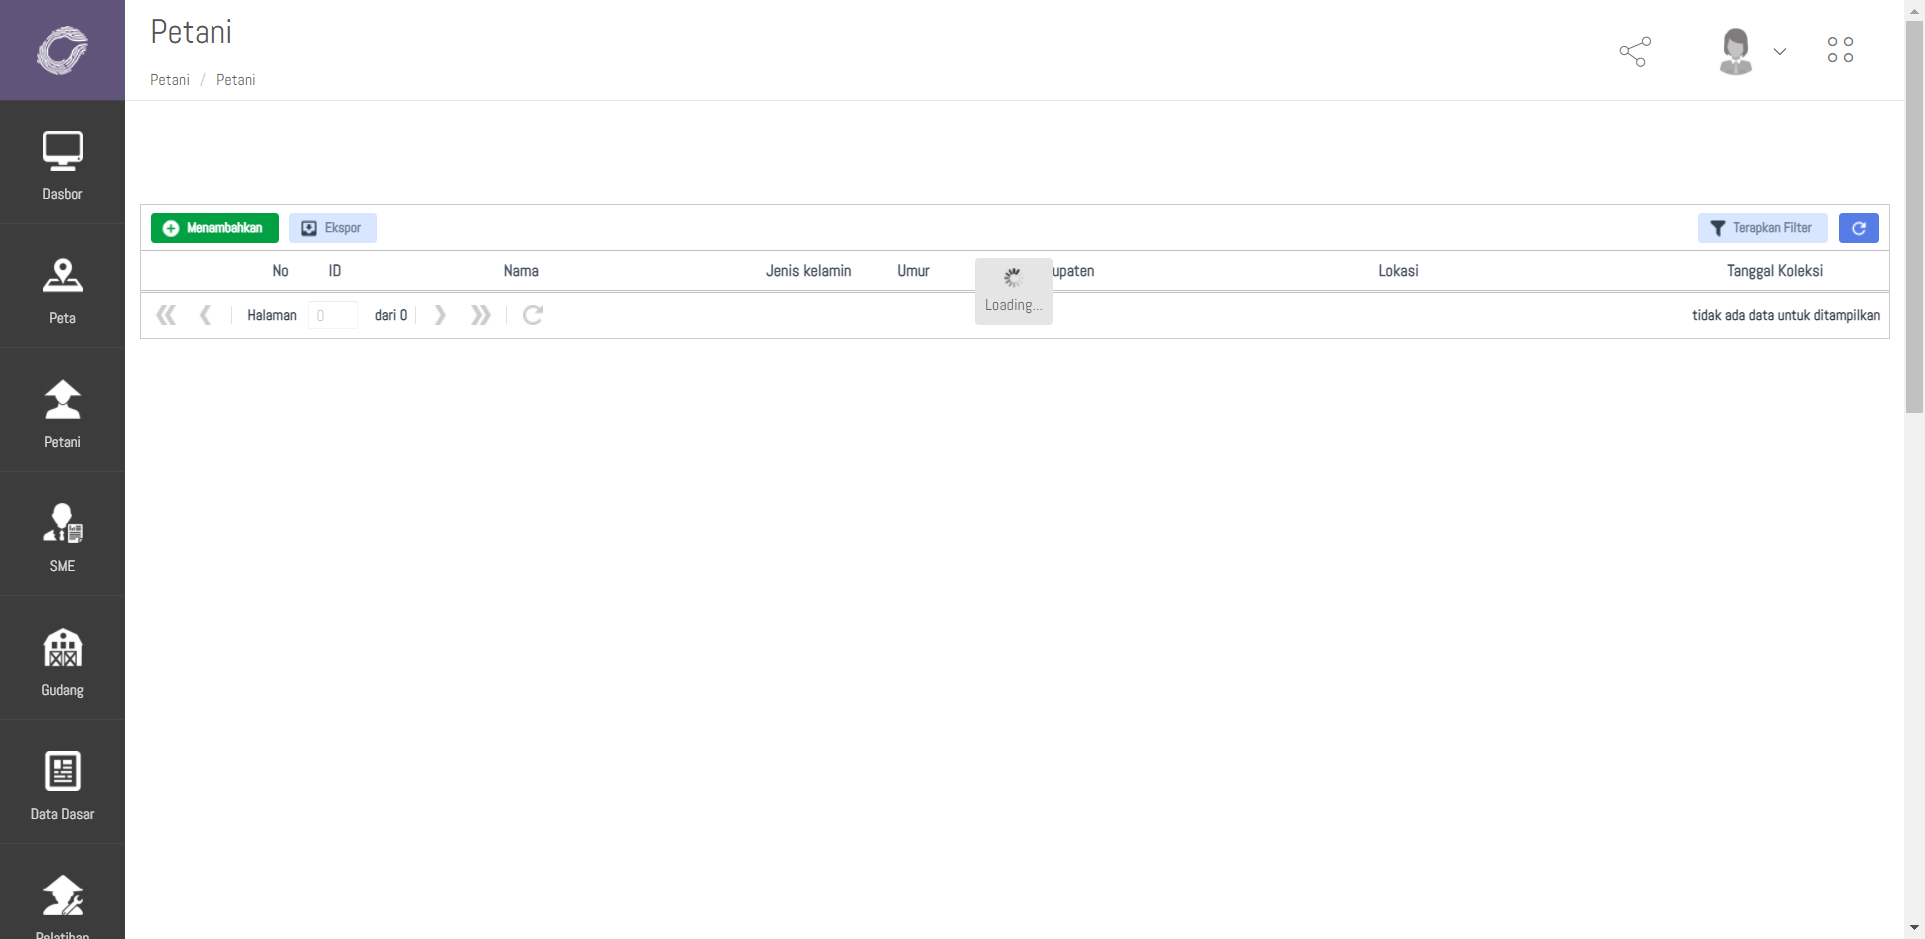 Petani
Petani / Petani
Dasbor
Peta
Petani
SME
Gudang
Data Dasar
Pelatihan
Menambahkan Ekspor Terapkan Filter
No ID Nama Jenis kelamin Umur upaten Lokasi Tanggal Koleksi
Loading...
Halaman 0 dari 0 tidak ada data untuk ditampilkan